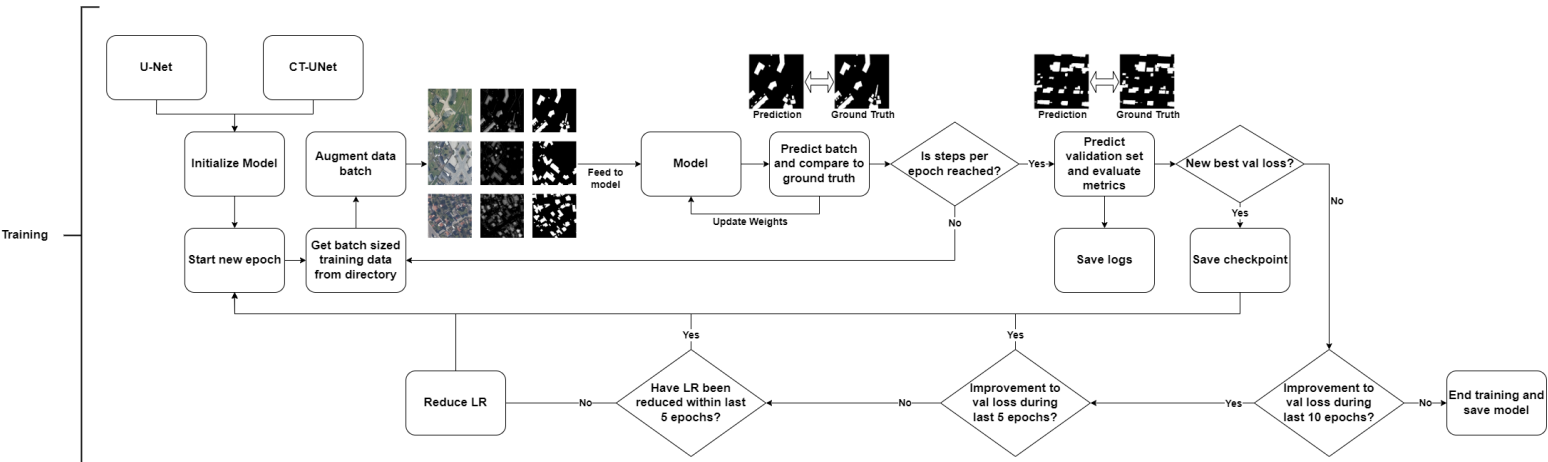 U-Net
CT-UNet
Prediction
Ground Truth
Prediction
Ground Truth
Initialize Model
Augment data
batch
Feed to
model
Model
Predict batch
and compare to
ground truth
Is steps per
epoch reached?
Yes
Predict
validation set
and evaluate
metrics
New best val loss?
No
Update Weights
No
Yes
Training
Start new epoch
Get batch sized
training data
from directory
Save logs
Save checkpoint
Yes
Yes
Reduce LR
No
Have LR been
reduced within last
5 epochs?
No
Improvement to
val loss during
last 5 epochs?
Yes
Improvement to
val loss during
last 10 epochs?
No
End training and
save model